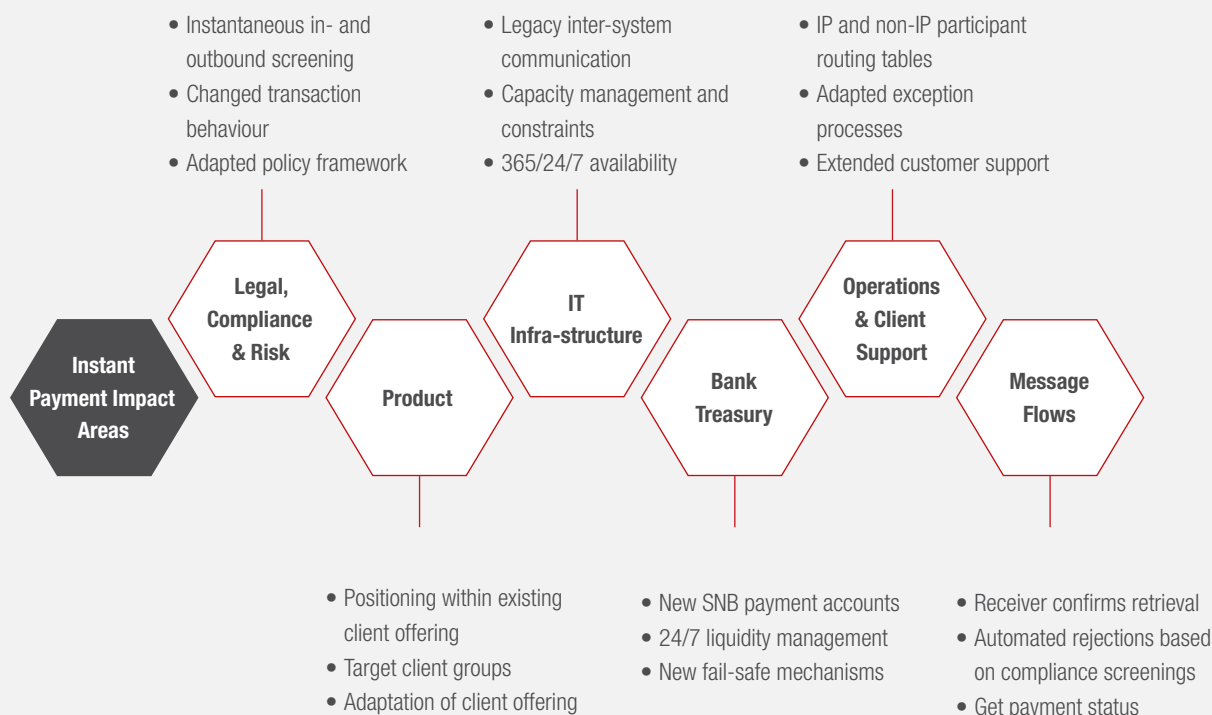 • Instantaneous in- and
outbound screening
• Changed transaction
behaviour
• Adapted policy framework
• Legacy inter-system
communication
• Capacity management and
constraints
• 365/24/7 availability
• IP and non-IP participant
routing tables
• Adapted exception
processes
• Extended customer support
Instant
Payment Impact
Areas
Legal,
Compliance
& Risk
Product
IT
Infra-structure
Bank
Treasury
Operations
& Client
Support
Message
Flows
• Positioning within existing
client offering
• Target client groups
• Adaptation of client offering
• New SNB payment accounts
• 24/7 liquidity management
• New fail-safe mechanisms
• Receiver confirms retrieval
• Automated rejections based
on compliance screenings
• Get payment status